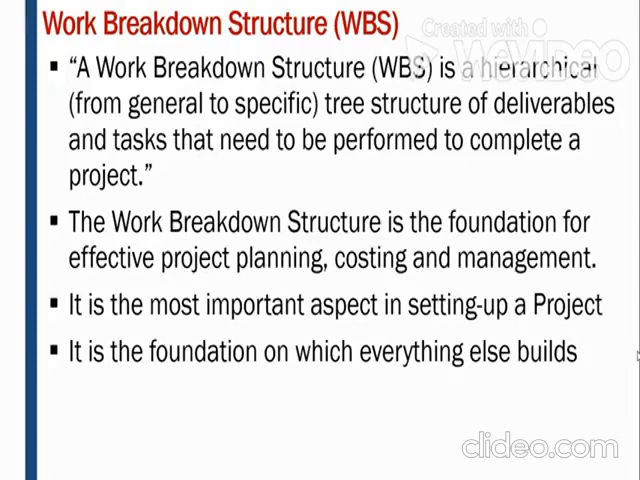 Work Breakdown Structure (WBS)
Created with
WeVideo
▪ “A Work Breakdown Structure (WBS) is a hierarchical
(from general to specific) tree structure of deliverables
and tasks that need to be performed to complete a
project.”
▪ The Work Breakdown Structure is the foundation for
effective project planning, costing and management.
▪ It is the most important aspect in setting-up a Project
▪ It is the foundation on which everything else builds
clideo.com